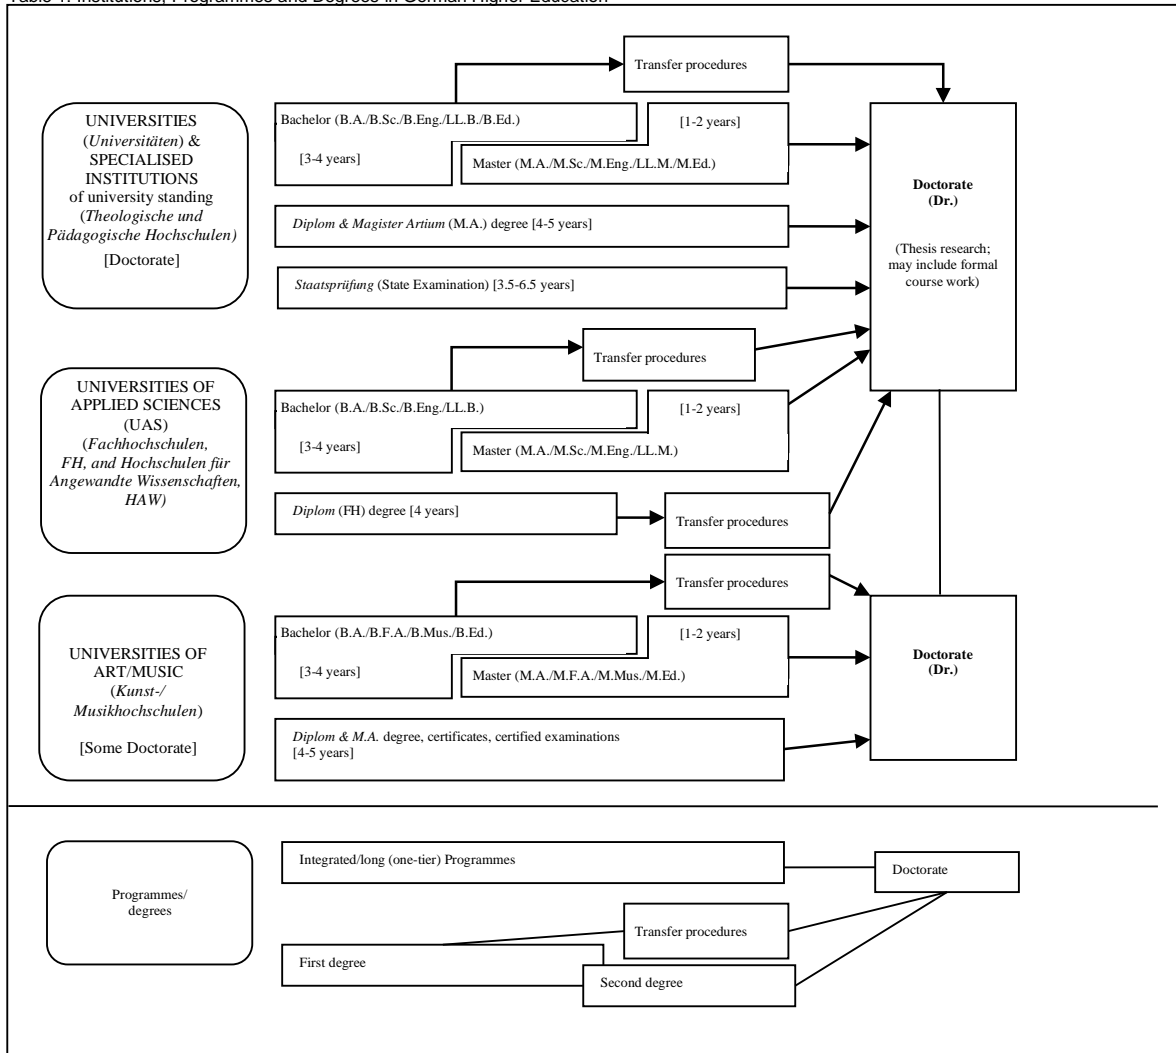 Table 1: Institutions, Programmes and Degrees in German Higher Education
Transfer procedures
UNIVERSITIES
(Universitäten) &
SPECIALISED
INSTITUTIONS
of university standing
(Theologische und
Pädagogische Hochschulen)
[Doctorate]
Bachelor (B.A./B.Sc./B.Eng./LL.B./B.Ed.)
[3-4 years]
[1-2 years]
Master (M.A./M.Sc./M.Eng./LL.M./M.Ed.)
Diplom & Magister Artium (M.A.) degree [4-5 years]
Staatsprüfung (State Examination) [3.5-6.5 years]
Doctorate
(Dr.)
(Thesis research;
may include formal
course work)
Transfer procedures
UNIVERSITIES OF
APPLIED SCIENCES
(UAS)
(Fachhochschulen,
FH, and Hochschulen für
Angewandte Wissenschaften,
HAW)
Bachelor (B.A./B.Sc./B.Eng./LL.B.)
[3-4 years]
[1-2 years]
Master (M.A./M.Sc./M.Eng./LL.M.)
Diplom (FH) degree [4 years]
Transfer procedures
Transfer procedures
UNIVERSITIES OF
ART/MUSIC
(Kunst-/
Musikhochschulen)
[Some Doctorate]
Bachelor (B.A./B.F.A./B.Mus./B.Ed.)
[3-4 years]
[1-2 years]
Master (M.A./M.F.A./M.Mus./M.Ed.)
Diplom & M.A. degree, certificates, certified examinations
[4-5 years]
Doctorate
(Dr.)
Programmes/
degrees
Integrated/long (one-tier) Programmes
Doctorate
Transfer procedures
First degree
Second degree